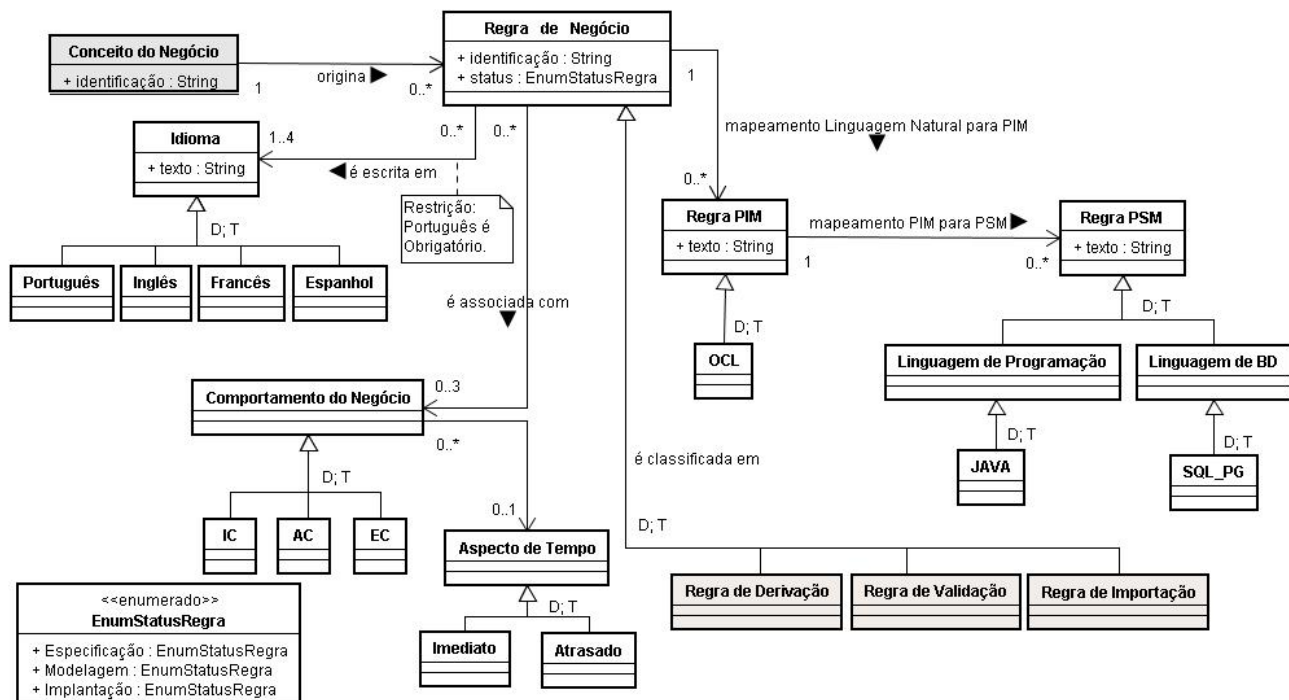 Conceito do Negócio
+ identificação : String
origina ►
1
0..*
Regra de Negócio
+ identificação : String
+ status : EnumStatusRegra
1
mapeamento Linguagem Natural para PIM
▼
0..*
0..*
0..*
1..4
◄ é escrita em
Idioma
+ texto : String
D; T
Português
Inglês
Francês
Espanhol
Restrição:
Português é
Obrigatório.
Regra PIM
+ texto : String
mapeamento PIM para PSM ►
1
0..*
Regra PSM
+ texto : String
D; T
OCL
D; T
Linguagem de Programação
Linguagem de BD
D; T
JAVA
D; T
SQL_PG
é associada com
▼
0..3
Comportamento do Negócio
0..*
D; T
IC
AC
EC
0..1
Aspecto de Tempo
D; T
Imediato
Atrasado
é classificada em
▼
D; T
Regra de Derivação
Regra de Validação
Regra de Importação
<<enumerado>>
EnumStatusRegra
+ Especificação : EnumStatusRegra
+ Modelagem : EnumStatusRegra
+ Implantação : EnumStatusRegra